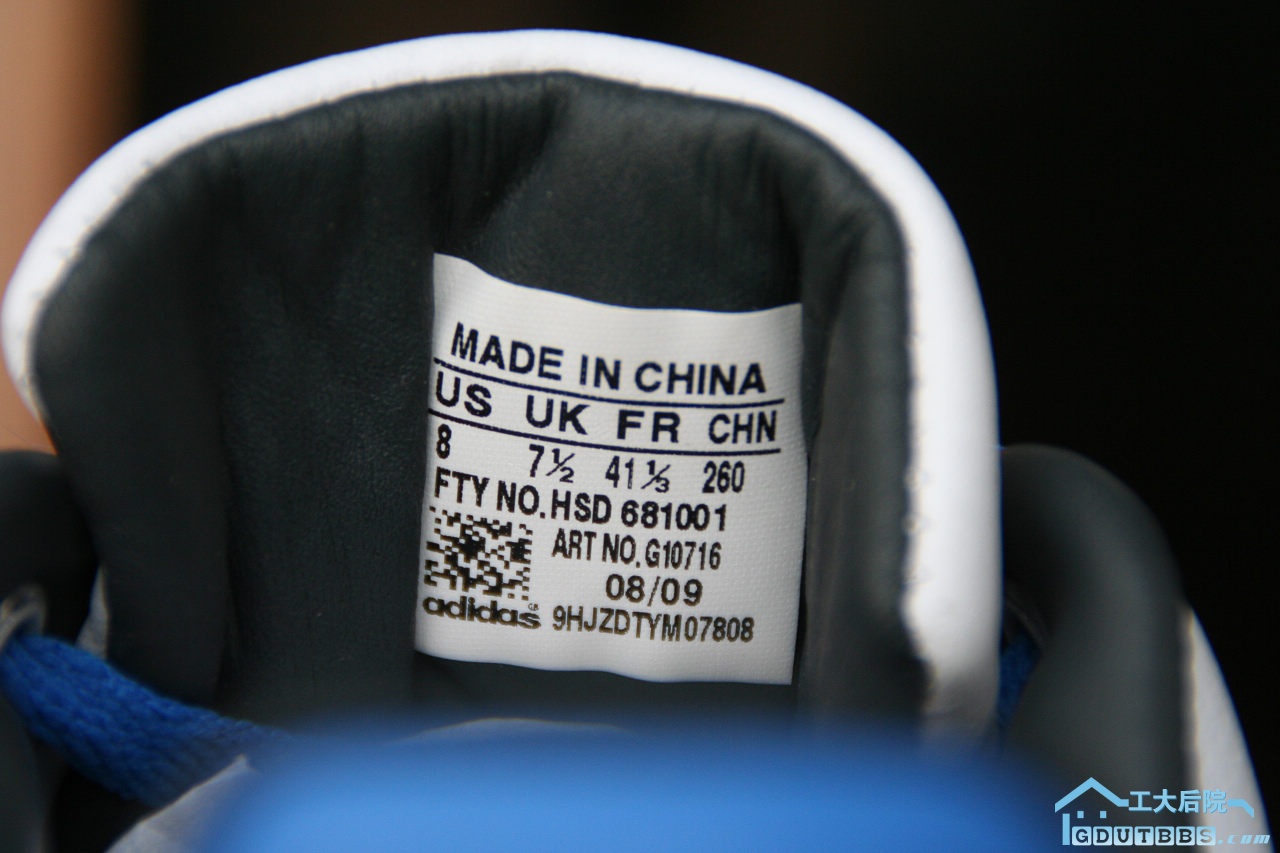 MADE IN CHINA
US UK FR CHN
8 7½ 41⅓ 260
FTY NO. HSD 681001
ART NO. G10716
08/09
adidas 9HJZDTYM07808
工大后院
GDUTBBS.com